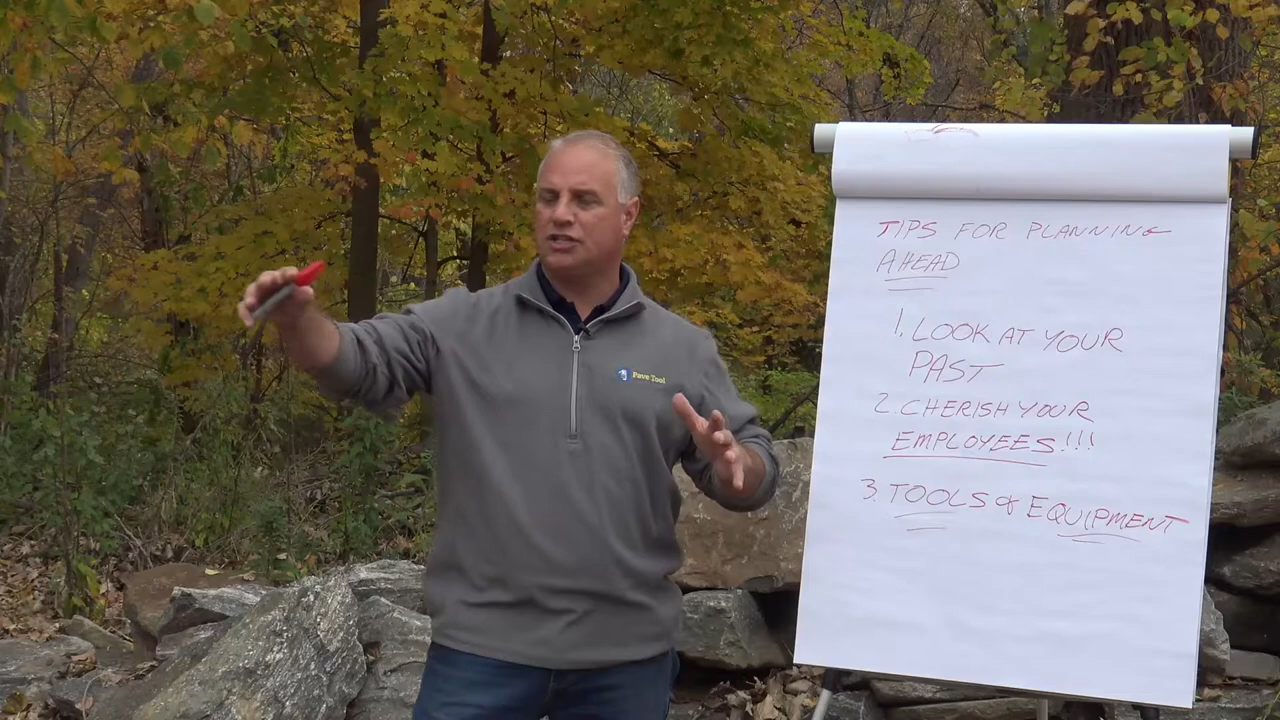 TIPS FOR PLANNING
AHEAD
1. LOOK AT YOUR
PAST
2. CHERISH YOUR
EMPLOYEES!!!
3. TOOLS & EQUIPMENT
Pave Tool